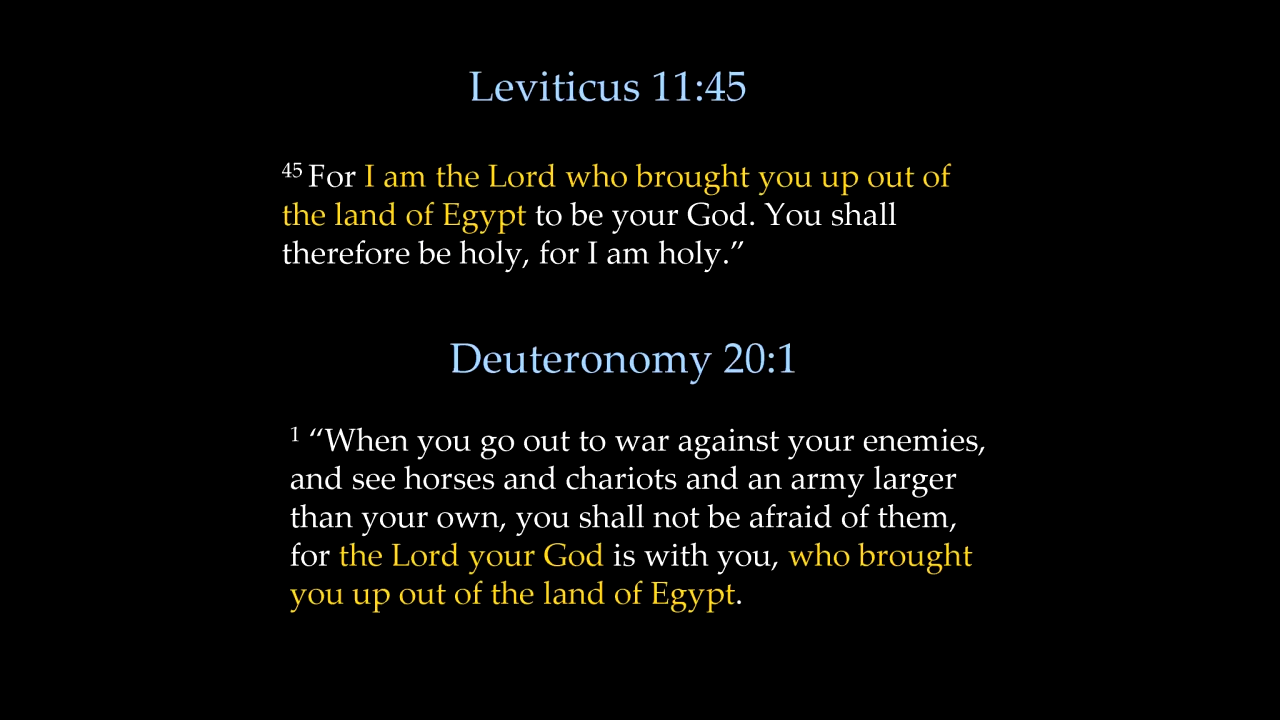 Leviticus 11:45
45 For I am the Lord who brought you up out of
the land of Egypt to be your God. You shall
therefore be holy, for I am holy.”
Deuteronomy 20:1
1 “When you go out to war against your enemies,
and see horses and chariots and an army larger
than your own, you shall not be afraid of them,
for the Lord your God is with you, who brought
you up out of the land of Egypt.